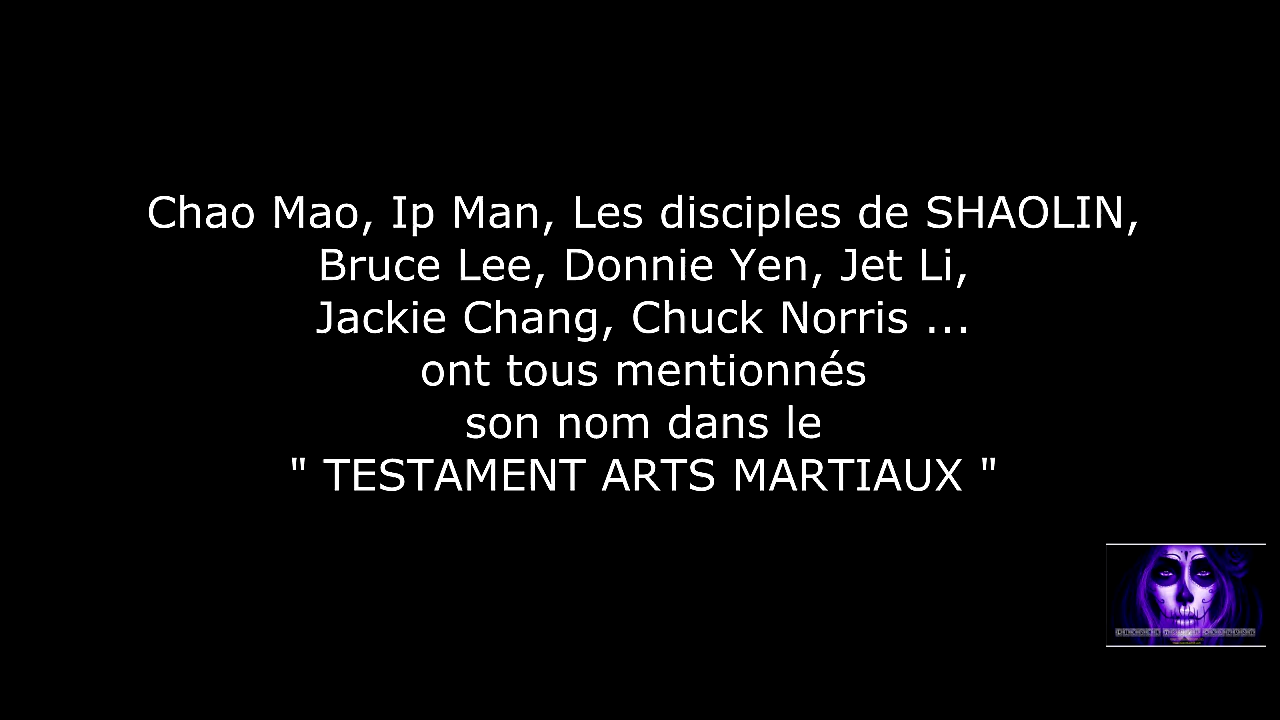 Chao Mao, Ip Man, Les disciples de SHAOLIN,
Bruce Lee, Donnie Yen, Jet Li,
Jackie Chang, Chuck Norris ...
ont tous mentionnés
son nom dans le
" TESTAMENT ARTS MARTIAUX "